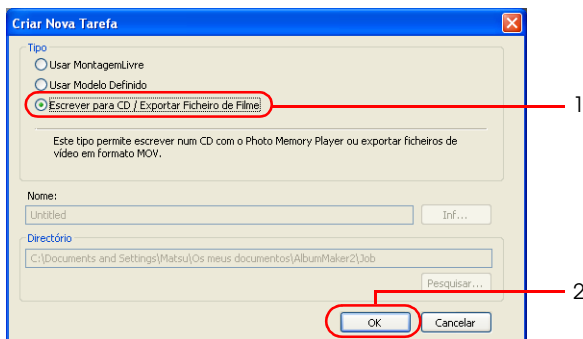 Criar Nova Tarefa
Tipo
Usar MontagemLivre
Usar Modelo Definido
Escrever para CD / Exportar Ficheiro de Filme
1
Este tipo permite escrever num CD com o Photo Memory Player ou exportar ficheiros de
vídeo em formato MOV.
Nome:
Untitled
Inf...
Directório
C:\Documents and Settings\Matsu\Os meus documentos\AlbumMaker2\Job
Pesquisar...
2
OK
Cancelar